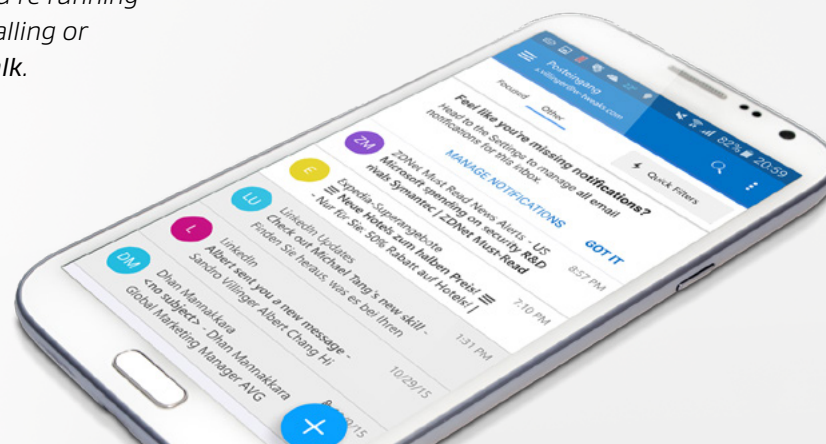 're running
alling or
lk.
82% 20:59
Posteingang
a.villinger@w-tweaks.com
Focused Other
Quick Filters
Feel like you're missing notifications?
Head to the Settings to manage all email
notifications for this inbox.
MANAGE NOTIFICATIONS GOT IT
ZM
ZDNet Must Read News Alerts - US 8:57 PM
Microsoft spending on security R&D
rivals Symantec | ZDNet Must-Read
E
Expedia-Superangebote 7:10 PM
Neue Hotels zum halben Preis!
- Nur für Sie: 50% Rabatt auf Hotels! |
LU
LinkedIn Updates 1:31 PM
Check out Michael Tang's new skill -
Finden Sie heraus, was es bei Ihren
L
LinkedIn 10/29/15
Albert sent you a new message -
Sandro Villinger Albert Chang Hi
DM
Dhan Mannakkara
<no subject> - Dhan Mannakkara
Global Marketing Manager AVG